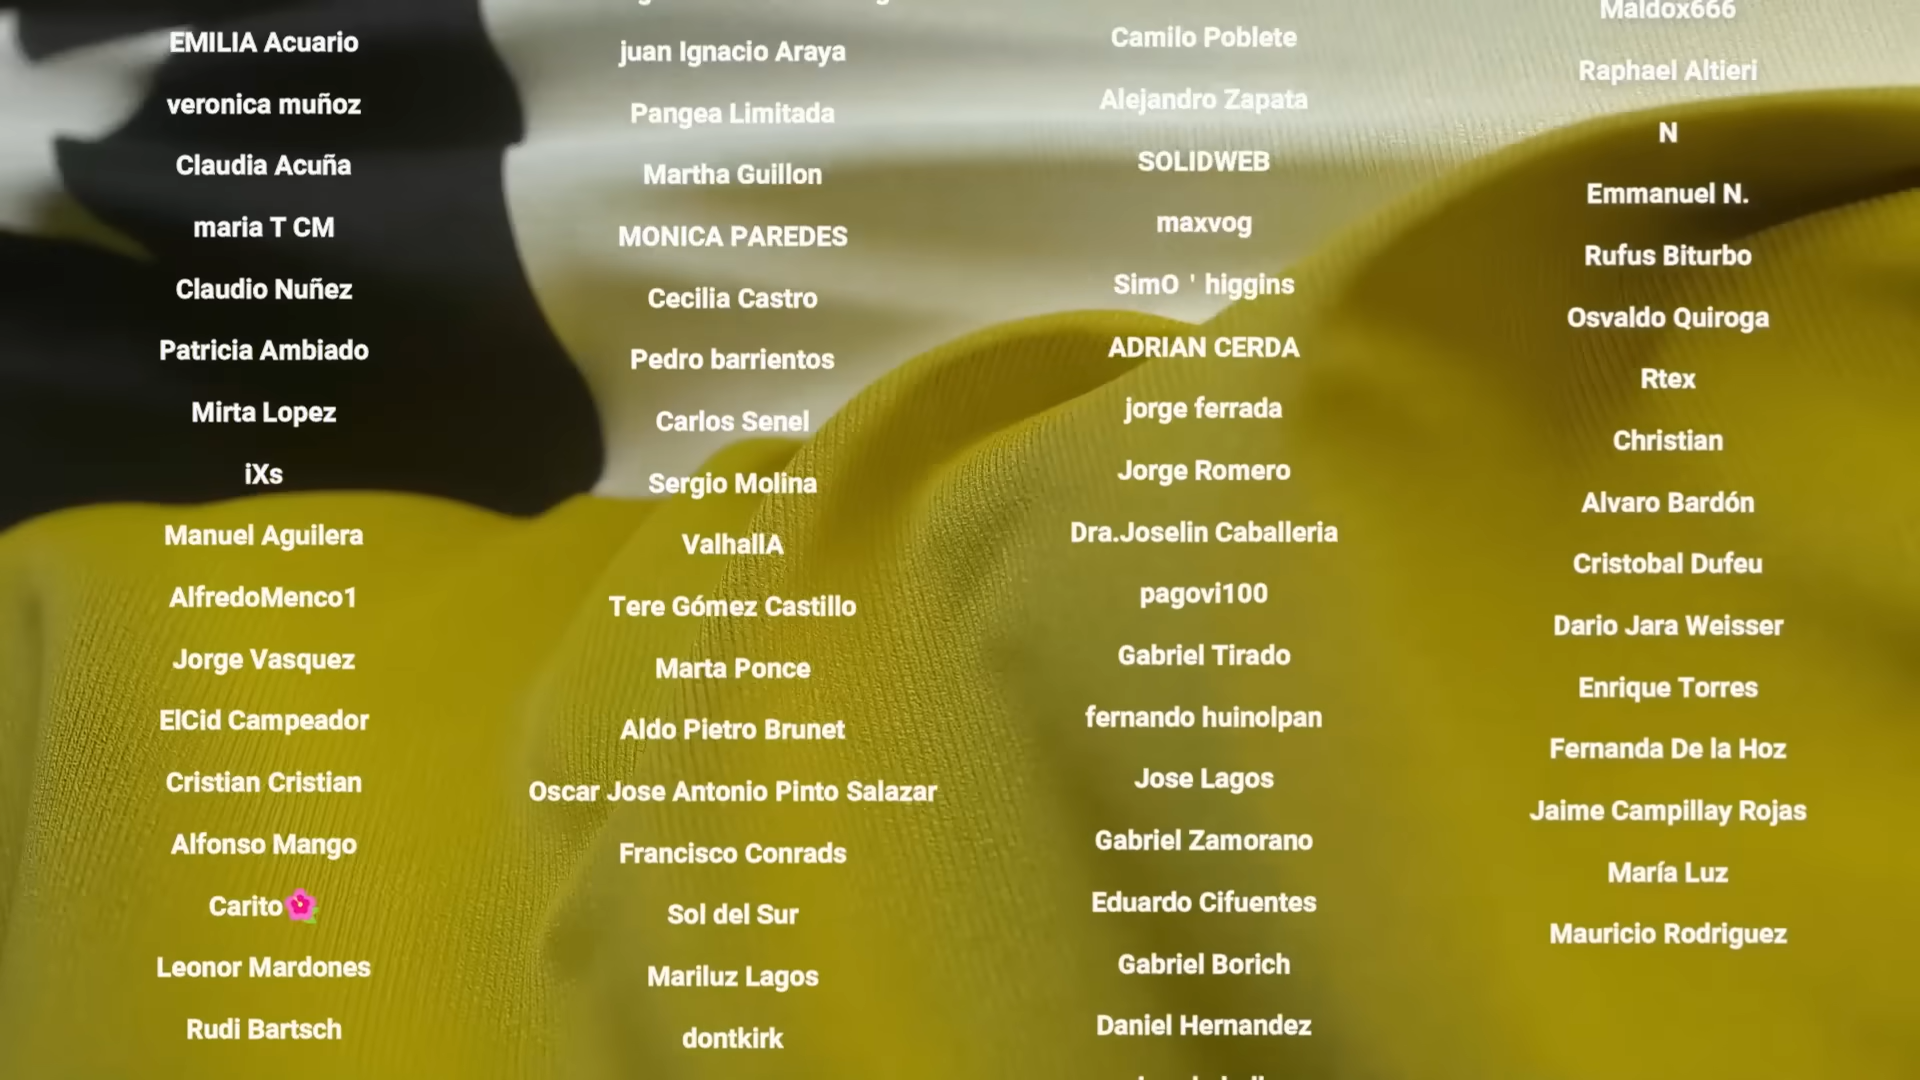 EMILIA Acuario
veronica muñoz
Claudia Acuña
maria T CM
Claudio Nuñez
Patricia Ambiado
Mirta Lopez
iXs
Manuel Aguilera
AlfredoMenco1
Jorge Vasquez
ElCid Campeador
Cristian Cristian
Alfonso Mango
Carito🌺
Leonor Mardones
Rudi Bartsch
juan Ignacio Araya
Pangea Limitada
Martha Guillon
MONICA PAREDES
Cecilia Castro
Pedro barrientos
Carlos Senel
Sergio Molina
ValhallA
Tere Gómez Castillo
Marta Ponce
Aldo Pietro Brunet
Oscar Jose Antonio Pinto Salazar
Francisco Conrads
Sol del Sur
Mariluz Lagos
dontkirk
Camilo Poblete
Alejandro Zapata
SOLIDWEB
maxvog
SimO ' higgins
ADRIAN CERDA
jorge ferrada
Jorge Romero
Dra.Joselin Caballeria
pagovi100
Gabriel Tirado
fernando huinolpan
Jose Lagos
Gabriel Zamorano
Eduardo Cifuentes
Gabriel Borich
Daniel Hernandez
Maldox666
Raphael Altieri
N
Emmanuel N.
Rufus Biturbo
Osvaldo Quiroga
Rtex
Christian
Alvaro Bardón
Cristobal Dufeu
Dario Jara Weisser
Enrique Torres
Fernanda De la Hoz
Jaime Campillay Rojas
María Luz
Mauricio Rodriguez